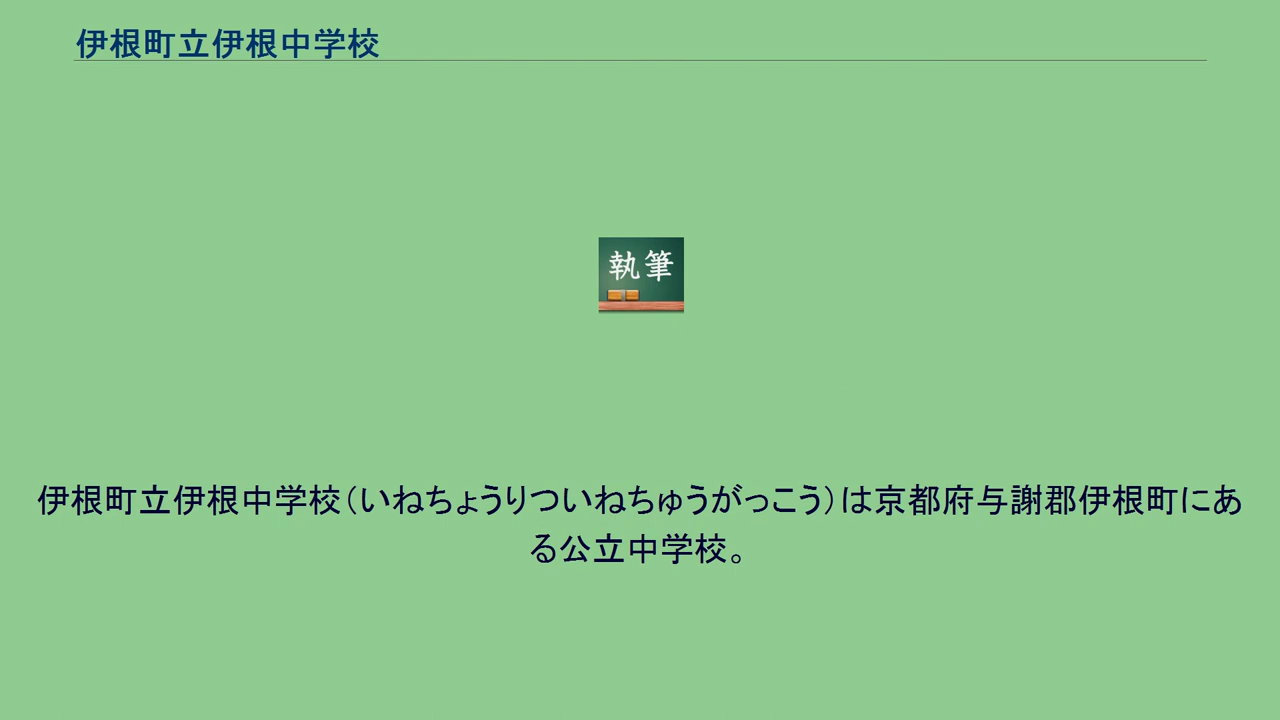 伊根町立伊根中学校
執筆
伊根町立伊根中学校（いねちょうりついねちゅうがっこう）は京都府与謝郡伊根町にあ
る公立中学校。